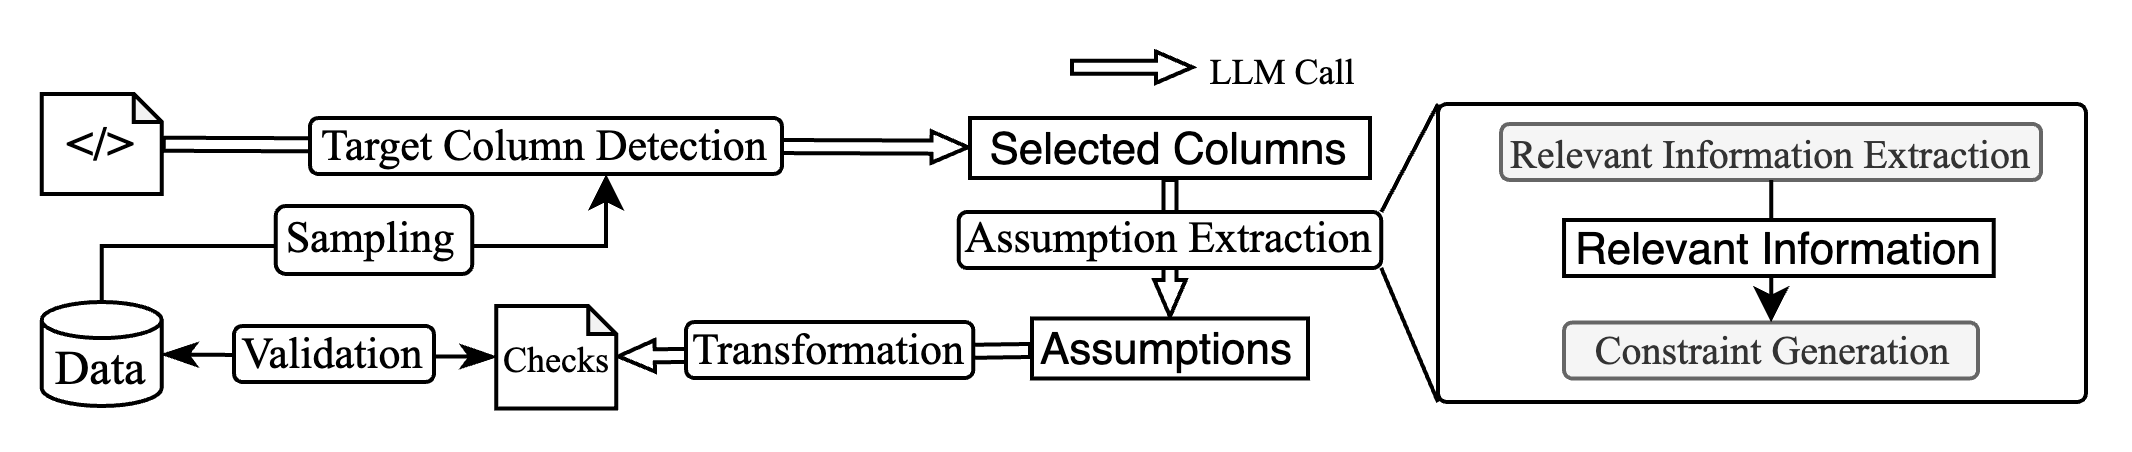 LLM Call
</>
Target Column Detection
Selected Columns
Sampling
Assumption Extraction
Data
Validation
Checks
Transformation
Assumptions
Relevant Information Extraction
Relevant Information
Constraint Generation